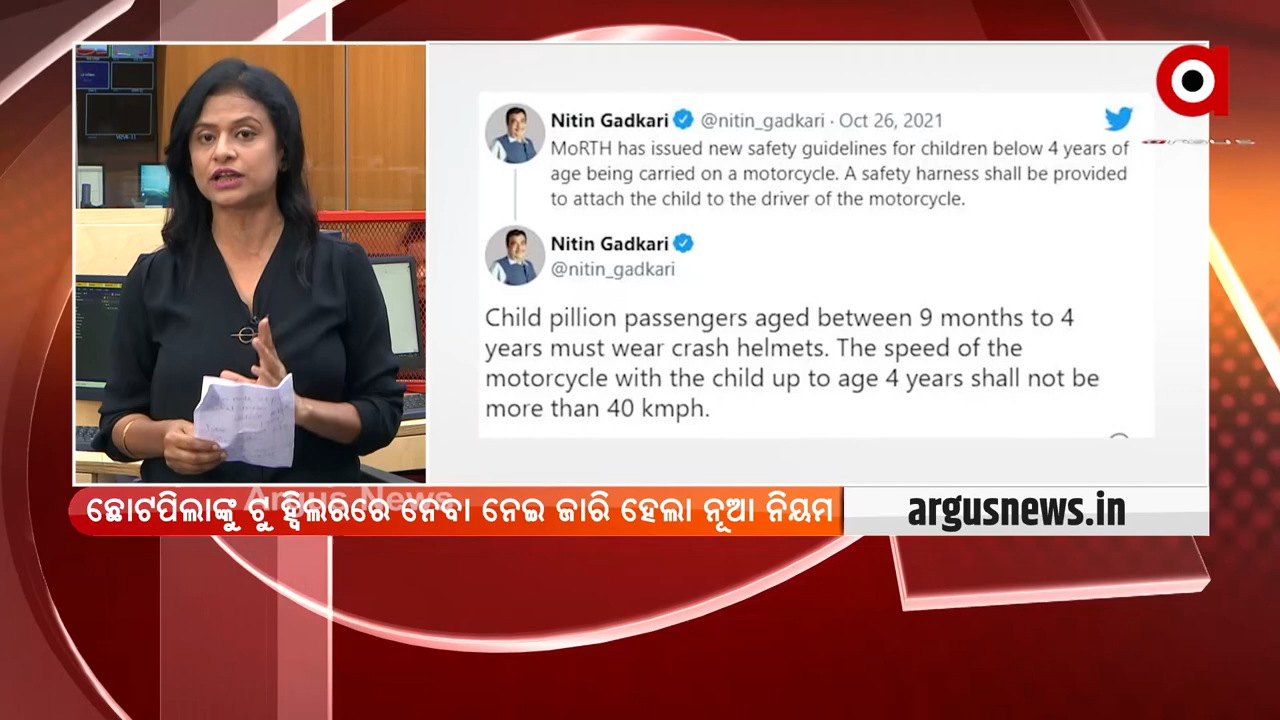 Nitin Gadkari @nitin_gadkari · Oct 26, 2021
MoRTH has issued new safety guidelines for children below 4 years of
age being carried on a motorcycle. A safety harness shall be provided
to attach the child to the driver of the motorcycle.
Nitin Gadkari
@nitin_gadkari
Child pillion passengers aged between 9 months to 4
years must wear crash helmets. The speed of the
motorcycle with the child up to age 4 years shall not be
more than 40 kmph.
Argus News
ଛୋଟପିଲାଙ୍କୁ ଟୁ ହ୍ୱିଲରରେ ନେବା ନେଇ ଜାରି ହେଲା ନୂଆ ନିୟମ
argusnews.in